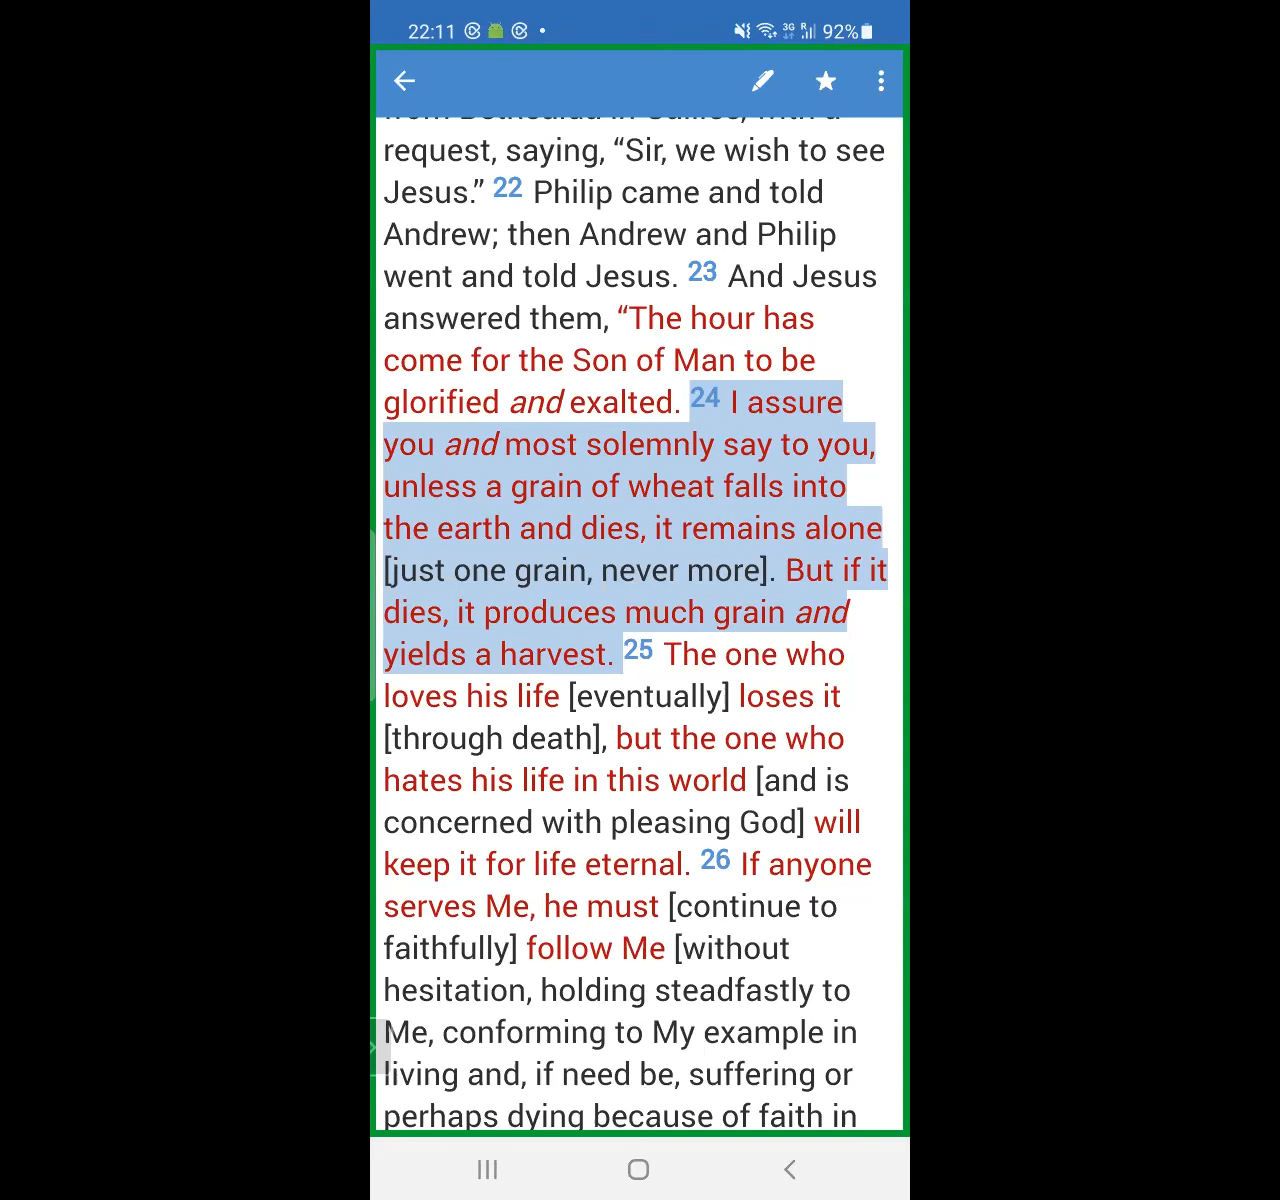 22:11
3G R 92%
request, saying, “Sir, we wish to see
Jesus.” 22 Philip came and told
Andrew; then Andrew and Philip
went and told Jesus. 23 And Jesus
answered them, “The hour has
come for the Son of Man to be
glorified and exalted. 24 I assure
you and most solemnly say to you,
unless a grain of wheat falls into
the earth and dies, it remains alone
[just one grain, never more]. But if it
dies, it produces much grain and
yields a harvest. 25 The one who
loves his life [eventually] loses it
[through death], but the one who
hates his life in this world [and is
concerned with pleasing God] will
keep it for life eternal. 26 If anyone
serves Me, he must [continue to
faithfully] follow Me [without
hesitation, holding steadfastly to
Me, conforming to My example in
living and, if need be, suffering or
perhaps dying because of faith in